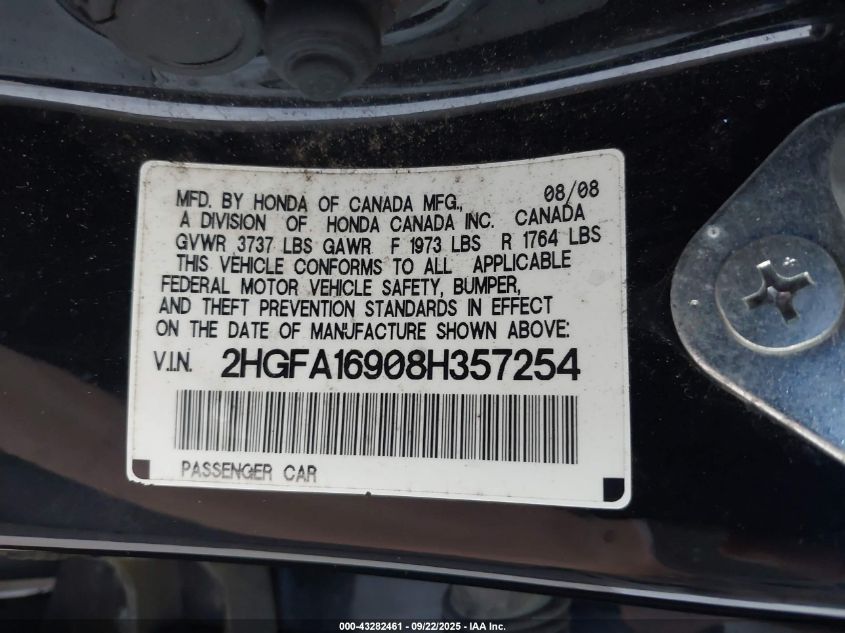 MFD. BY HONDA OF CANADA MFG., 08/08
A DIVISION OF HONDA CANADA INC. CANADA
GVWR 3737 LBS GAWR F 1973 LBS R 1764 LBS
THIS VEHICLE CONFORMS TO ALL APPLICABLE
FEDERAL MOTOR VEHICLE SAFETY, BUMPER,
AND THEFT PREVENTION STANDARDS IN EFFECT
ON THE DATE OF MANUFACTURE SHOWN ABOVE:
V.I.N. 2HGFA16908H357254
PASSENGER CAR
000-43282461 - 09/22/2025 - IAA Inc.